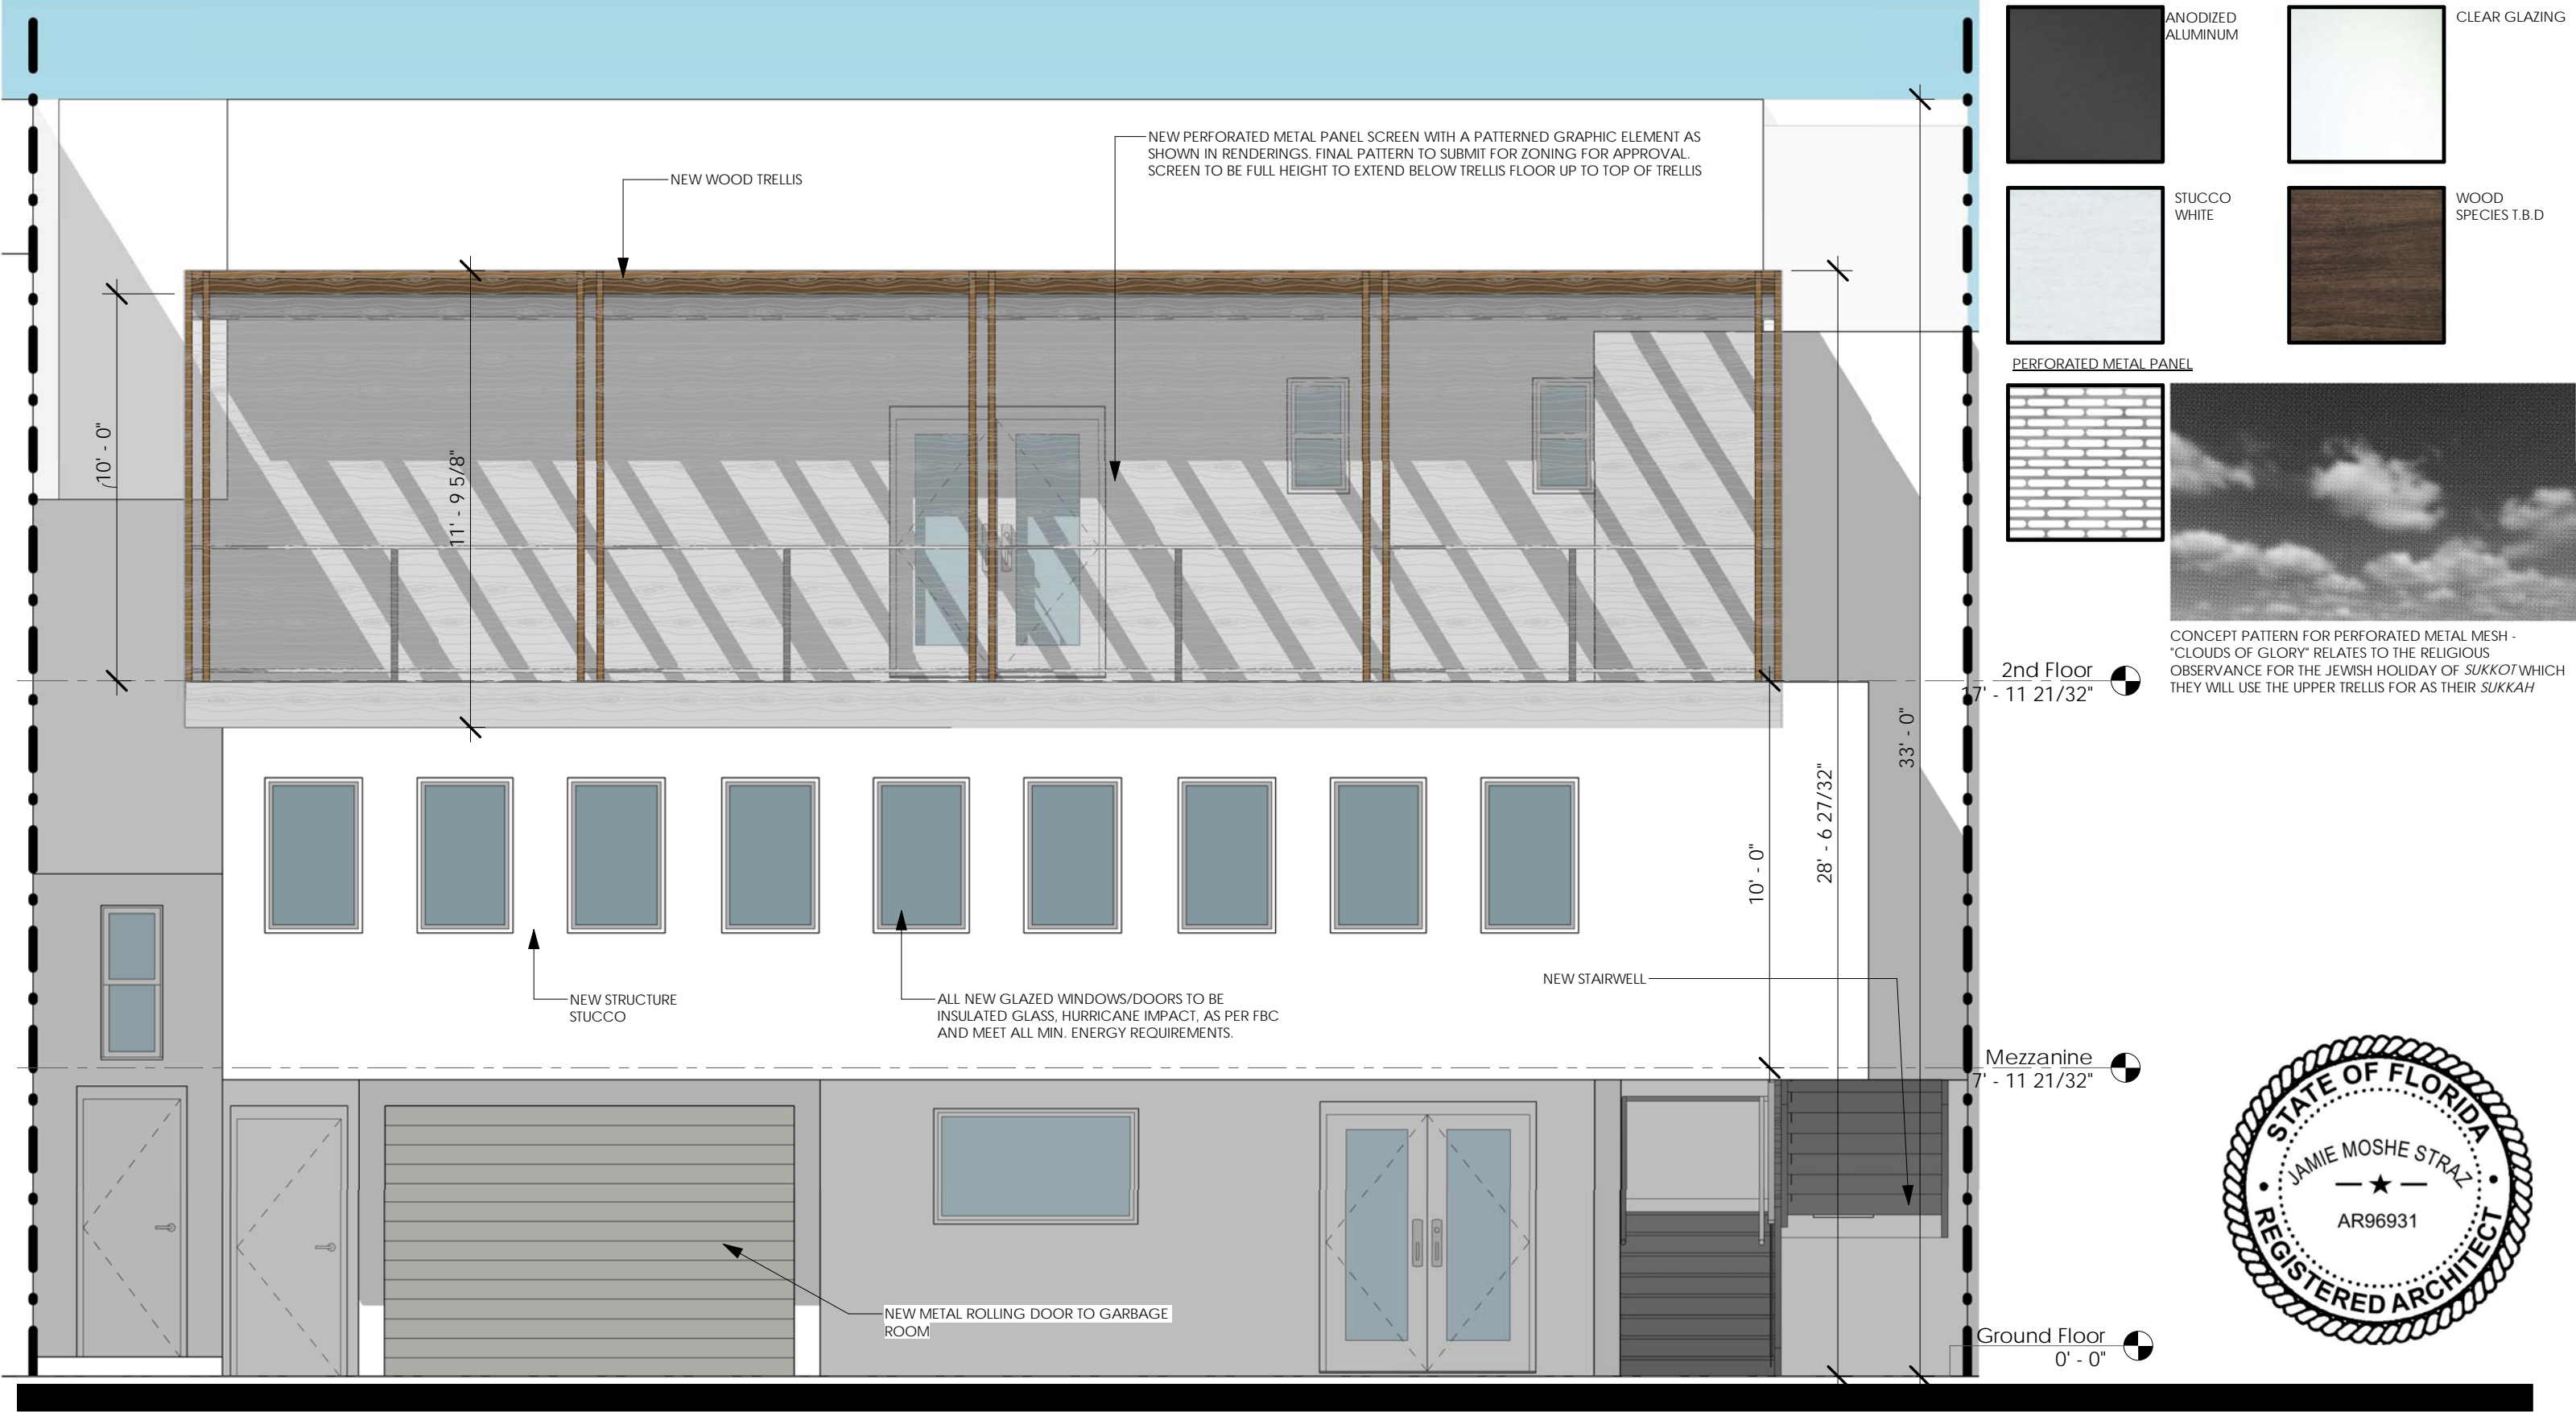 ANODIZED
ALUMINUM
CLEAR GLAZING
NEW PERFORATED METAL PANEL SCREEN WITH A PATTERNED GRAPHIC ELEMENT AS
SHOWN IN RENDERINGS. FINAL PATTERN TO SUBMIT FOR ZONING FOR APPROVAL.
SCREEN TO BE FULL HEIGHT TO EXTEND BELOW TRELLIS FLOOR UP TO TOP OF TRELLIS
NEW WOOD TRELLIS
STUCCO
WHITE
WOOD
SPECIES T.B.D
PERFORATED METAL PANEL
10' - 0"
11' - 9 5/8"
CONCEPT PATTERN FOR PERFORATED METAL MESH -
"CLOUDS OF GLORY" RELATES TO THE RELIGIOUS
OBSERVANCE FOR THE JEWISH HOLIDAY OF SUKKOT WHICH
THEY WILL USE THE UPPER TRELLIS FOR AS THEIR SUKKAH
2nd Floor
17' - 11 21/32"
33' - 0"
28' - 6 27/32"
10' - 0"
NEW STAIRWELL
NEW STRUCTURE
STUCCO
ALL NEW GLAZED WINDOWS/DOORS TO BE
INSULATED GLASS, HURRICANE IMPACT, AS PER FBC
AND MEET ALL MIN. ENERGY REQUIREMENTS.
Mezzanine
7' - 11 21/32"
STATE OF FLORIDA
JAMIE MOSHE STRAZ
AR96931
REGISTERED ARCHITECT
NEW METAL ROLLING DOOR TO GARBAGE
ROOM
Ground Floor
0' - 0"